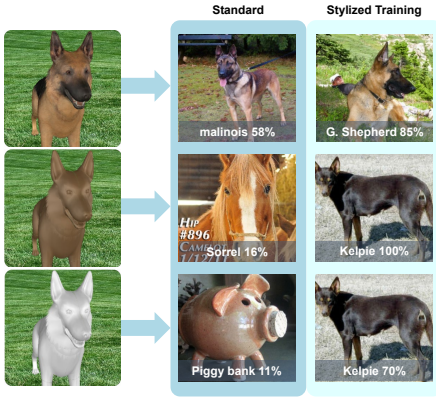 Standard
Stylized Training
malinois 58%
G. Shepherd 85%
HIP
#896
Sorrel 16%
Kelpie 100%
Piggy bank 11%
Kelpie 70%